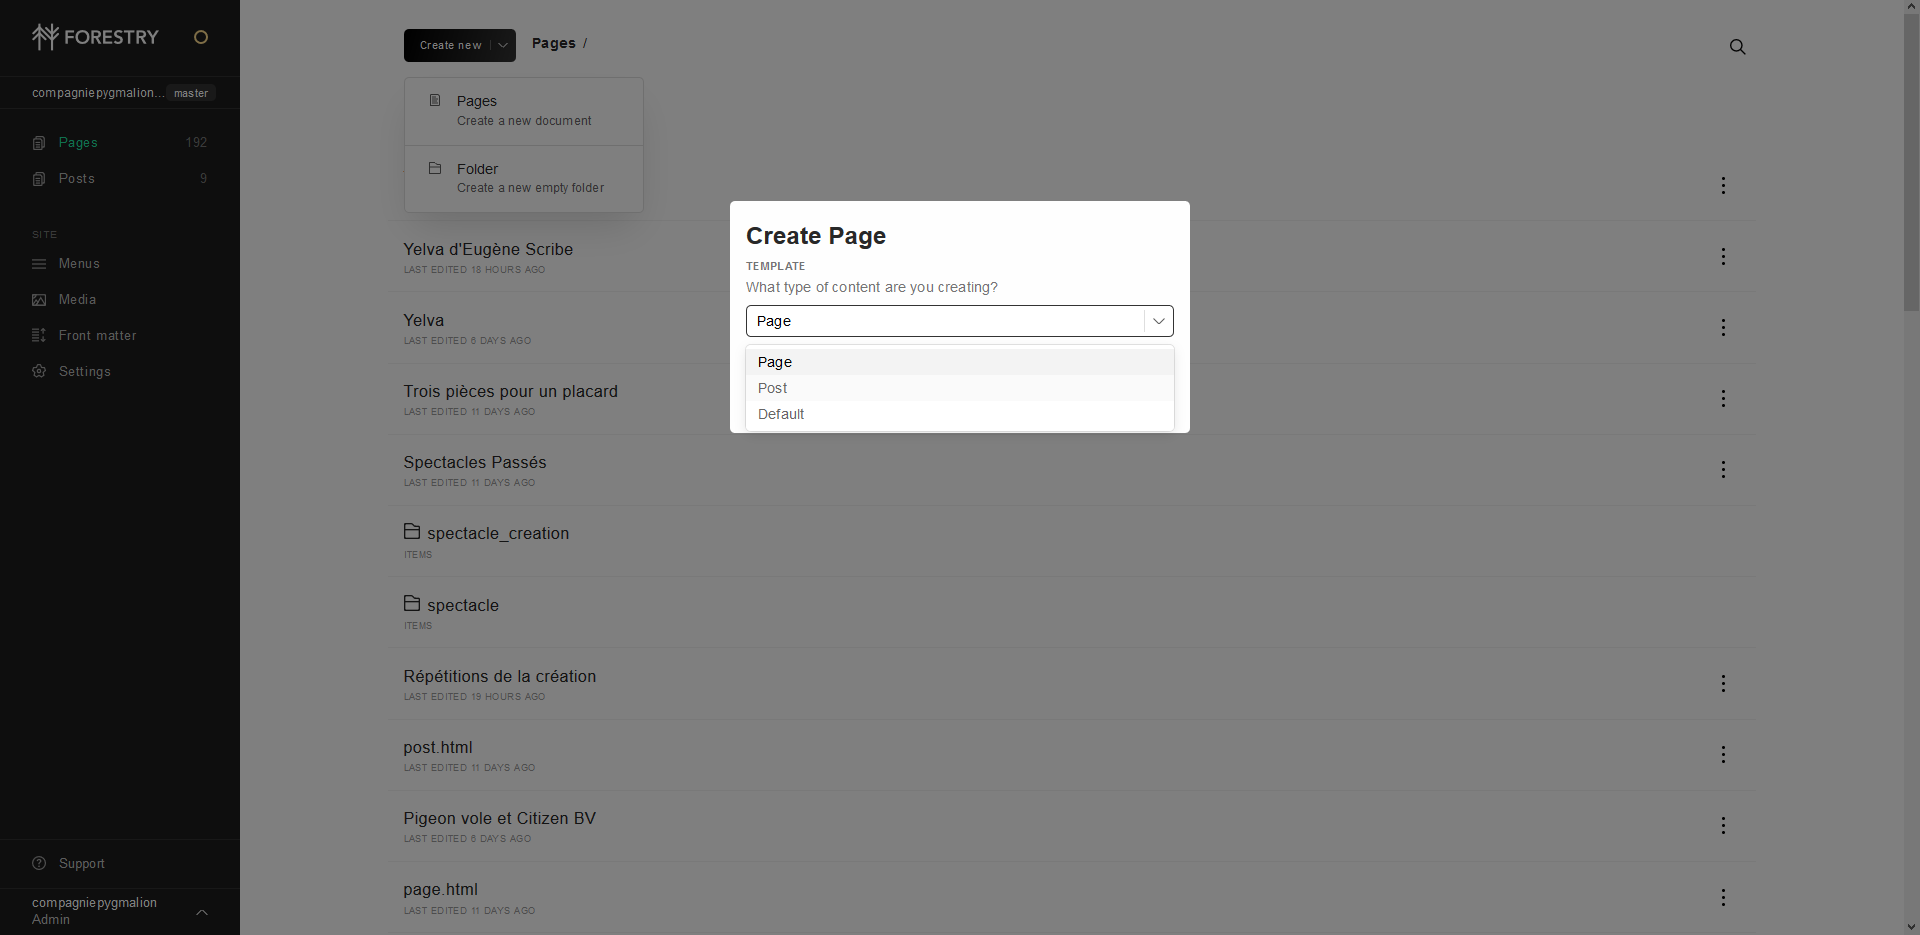 FORESTRY
compagniepygmalion... master
Pages 192
Posts 9
SITE
Menus
Media
Front matter
Settings
Support
compagniepygmalion
Admin
Create new
Pages /
Pages
Create a new document
Folder
Create a new empty folder
Yelva d'Eugène Scribe
LAST EDITED 18 HOURS AGO
Yelva
LAST EDITED 6 DAYS AGO
Trois pièces pour un placard
LAST EDITED 11 DAYS AGO
Spectacles Passés
LAST EDITED 11 DAYS AGO
spectacle_creation
ITEMS
spectacle
ITEMS
Répétitions de la création
LAST EDITED 19 HOURS AGO
post.html
LAST EDITED 11 DAYS AGO
Pigeon vole et Citizen BV
LAST EDITED 6 DAYS AGO
page.html
LAST EDITED 11 DAYS AGO
Create Page
TEMPLATE
What type of content are you creating?
Page
Page
Post
Default